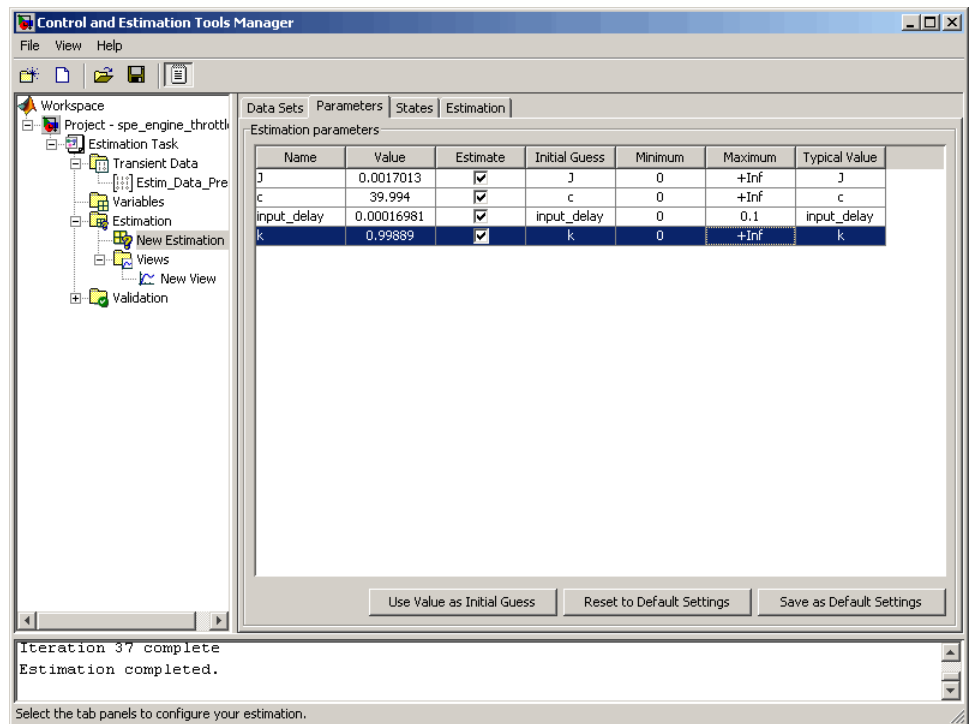 Control and Estimation Tools Manager
File View Help
Workspace
Project - spe_engine_throttl
Estimation Task
Transient Data
Estim_Data_Pre
Variables
Estimation
New Estimation
Views
New View
Validation
Data Sets Parameters States Estimation
Estimation parameters
Name Value Estimate Initial Guess Minimum Maximum Typical Value
J 0.0017013 J 0 +Inf J
c 39.994 c 0 +Inf c
input_delay 0.00016981 input_delay 0 0.1 input_delay
k 0.99889 k 0 +Inf k
Use Value as Initial Guess Reset to Default Settings Save as Default Settings
Iteration 37 complete
Estimation completed.
Select the tab panels to configure your estimation.